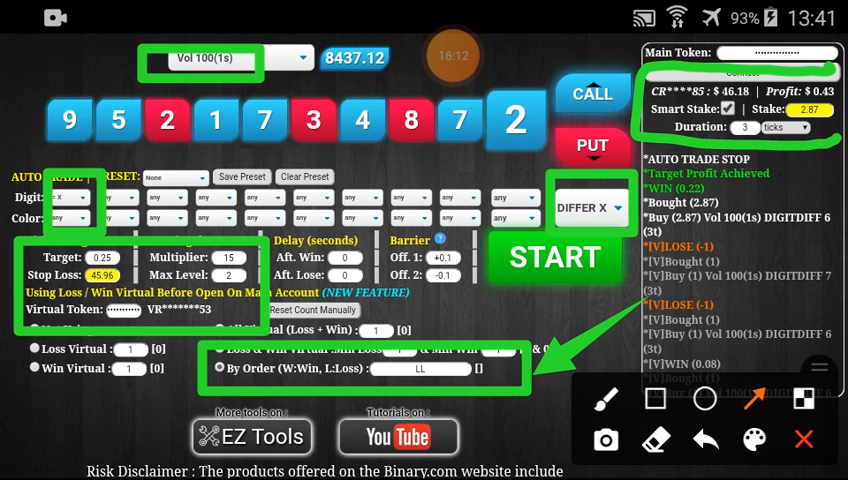 93% 13:41
Vol 100(1s) 8437.12 16:12
Main Token: ***************
CR****85 : $ 46.18 | Profit: $ 0.43
Smart Stake: | Stake: 2.87
Duration: 3 ticks
9 5 2 1 7 3 4 8 7 2
CALL
PUT
AUTO TRADE | PRESET: None Save Preset Clear Preset
Digit: = X any any any any any any any any any
Color: any any any any any any any any any any
DIFFER X
START
Delay (seconds) Barrier ?
Target: 0.25 Multiplier: 15 Aft. Win: 0 Off. 1: +0.1
Stop Loss: 45.96 Max Level: 2 Aft. Lose: 0 Off. 2: -0.1
Using Loss / Win Virtual Before Open On Main Account (NEW FEATURE)
Virtual Token: *********** VR*******53 Reset Count Manually
Virtual (Loss + Win) : 1 [0]
Loss Virtual : 1 [0] Loss & Win Virtual :Min Loss 1 & Min Win 1
Win Virtual : 1 [0] By Order (W:Win, L:Loss) : LL []
*AUTO TRADE STOP
*Target Profit Achieved
*WIN (0.22)
*Bought (2.87)
*Buy (2.87) Vol 100(1s) DIGITDIFF 6
(3t)
*[V]LOSE (-1)
*[V]Bought (1)
*[V]Buy (1) Vol 100(1s) DIGITDIFF 7
(3t)
*[V]LOSE (-1)
*[V]Bought (1)
*[V]Buy (1) Vol 100(1s) DIGITDIFF 6
(3t)
*[V]WIN (0.08)
*[V]Bought (1)
More tools on :
EZ Tools
Tutorials on :
YouTube
Risk Disclaimer : The products offered on the Binary.com website include